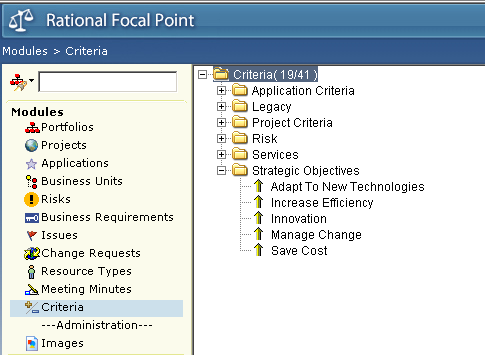 Rational Focal Point
Modules > Criteria
Modules
Portfolios
Projects
Applications
Business Units
Risks
Business Requirements
Issues
Change Requests
Resource Types
Meeting Minutes
Criteria
---Administration---
Images
Criteria( 19/41 )
Application Criteria
Legacy
Project Criteria
Risk
Services
Strategic Objectives
Adapt To New Technologies
Increase Efficiency
Innovation
Manage Change
Save Cost